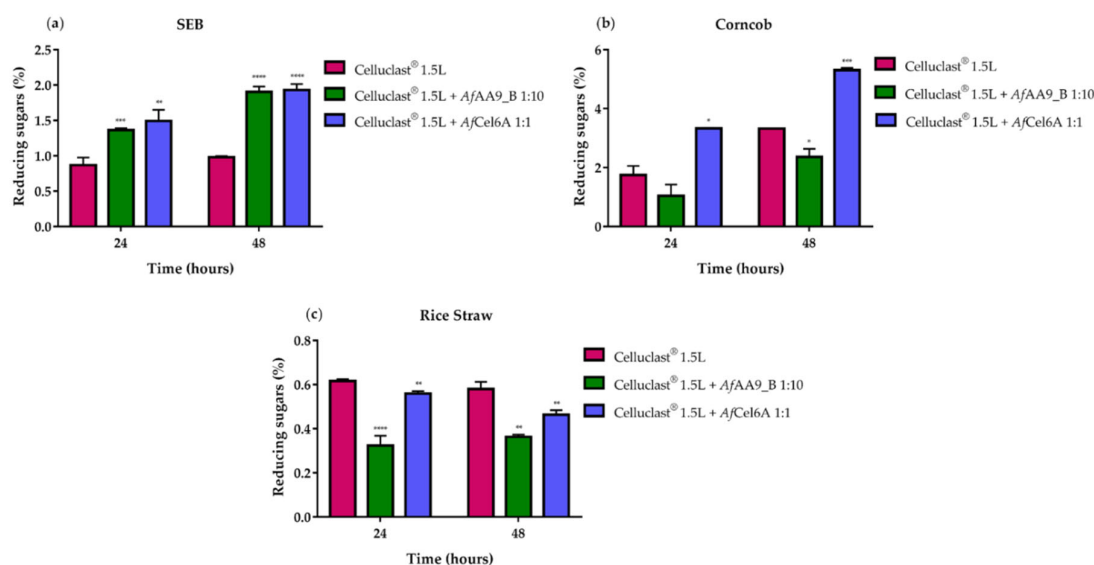 (a)
SEB
Reducing sugars (%)
2.5
2.0
1.5
1.0
0.5
0.0
***
**
****
****
24
48
Time (hours)
Celluclast® 1.5L
Celluclast® 1.5L + AfAA9_B 1:10
Celluclast® 1.5L + AfCel6A 1:1
(b)
Corncob
Reducing sugars (%)
6
4
2
0
*
*
***
24
48
Time (hours)
Celluclast® 1.5L
Celluclast® 1.5L + AfAA9_B 1:10
Celluclast® 1.5L + AfCel6A 1:1
(c)
Rice Straw
Reducing sugars (%)
0.8
0.6
0.4
0.2
0.0
****
**
**
**
24
48
Time (hours)
Celluclast® 1.5L
Celluclast® 1.5L + AfAA9_B 1:10
Celluclast® 1.5L + AfCel6A 1:1